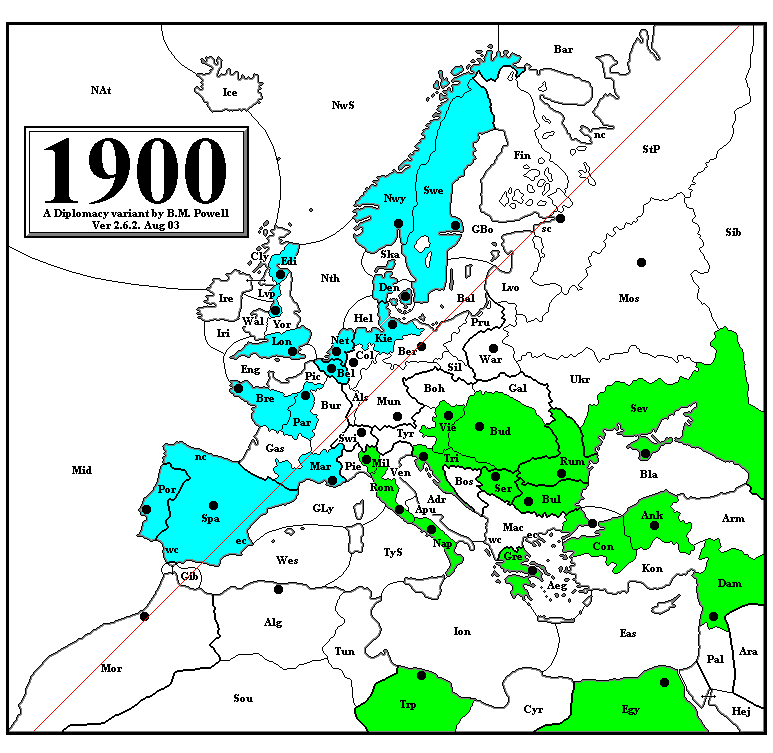 Bar
NAt
Ice
NwS
nc
StP
Fin
1900
A Diplomacy variant by B.M. Powell
Ver 2.6.2. Aug 03
Swe
Nwy
GBo
sc
Sib
Cly
Edi
Ska
Nth
Mos
Ire
Lvp
Den
Lvo
Bal
Wal
Yor
Hel
Pru
Iri
Lon
Kie
Net
Ber
Col
War
Eng
Bel
Sil
Ukr
Pic
Boh
Gal
Bre
Als
Mun
Bur
Sev
Par
Vie
Bud
Swi
Tyr
Gas
nc
Mid
Mar
Pie
Mil
Ven
Tri
Rum
Bla
Por
Rom
Bos
Ser
Bul
Spa
GLy
Adr
Apu
Ank
Arm
Mac
ec
ec
wc
Nap
Con
wc
TyS
Gre
Wes
Kon
Gib
Aeg
Dam
Alg
Ion
Eas
Mor
Tun
Pal
Ara
Sou
Trp
Cyr
Egy
Hej